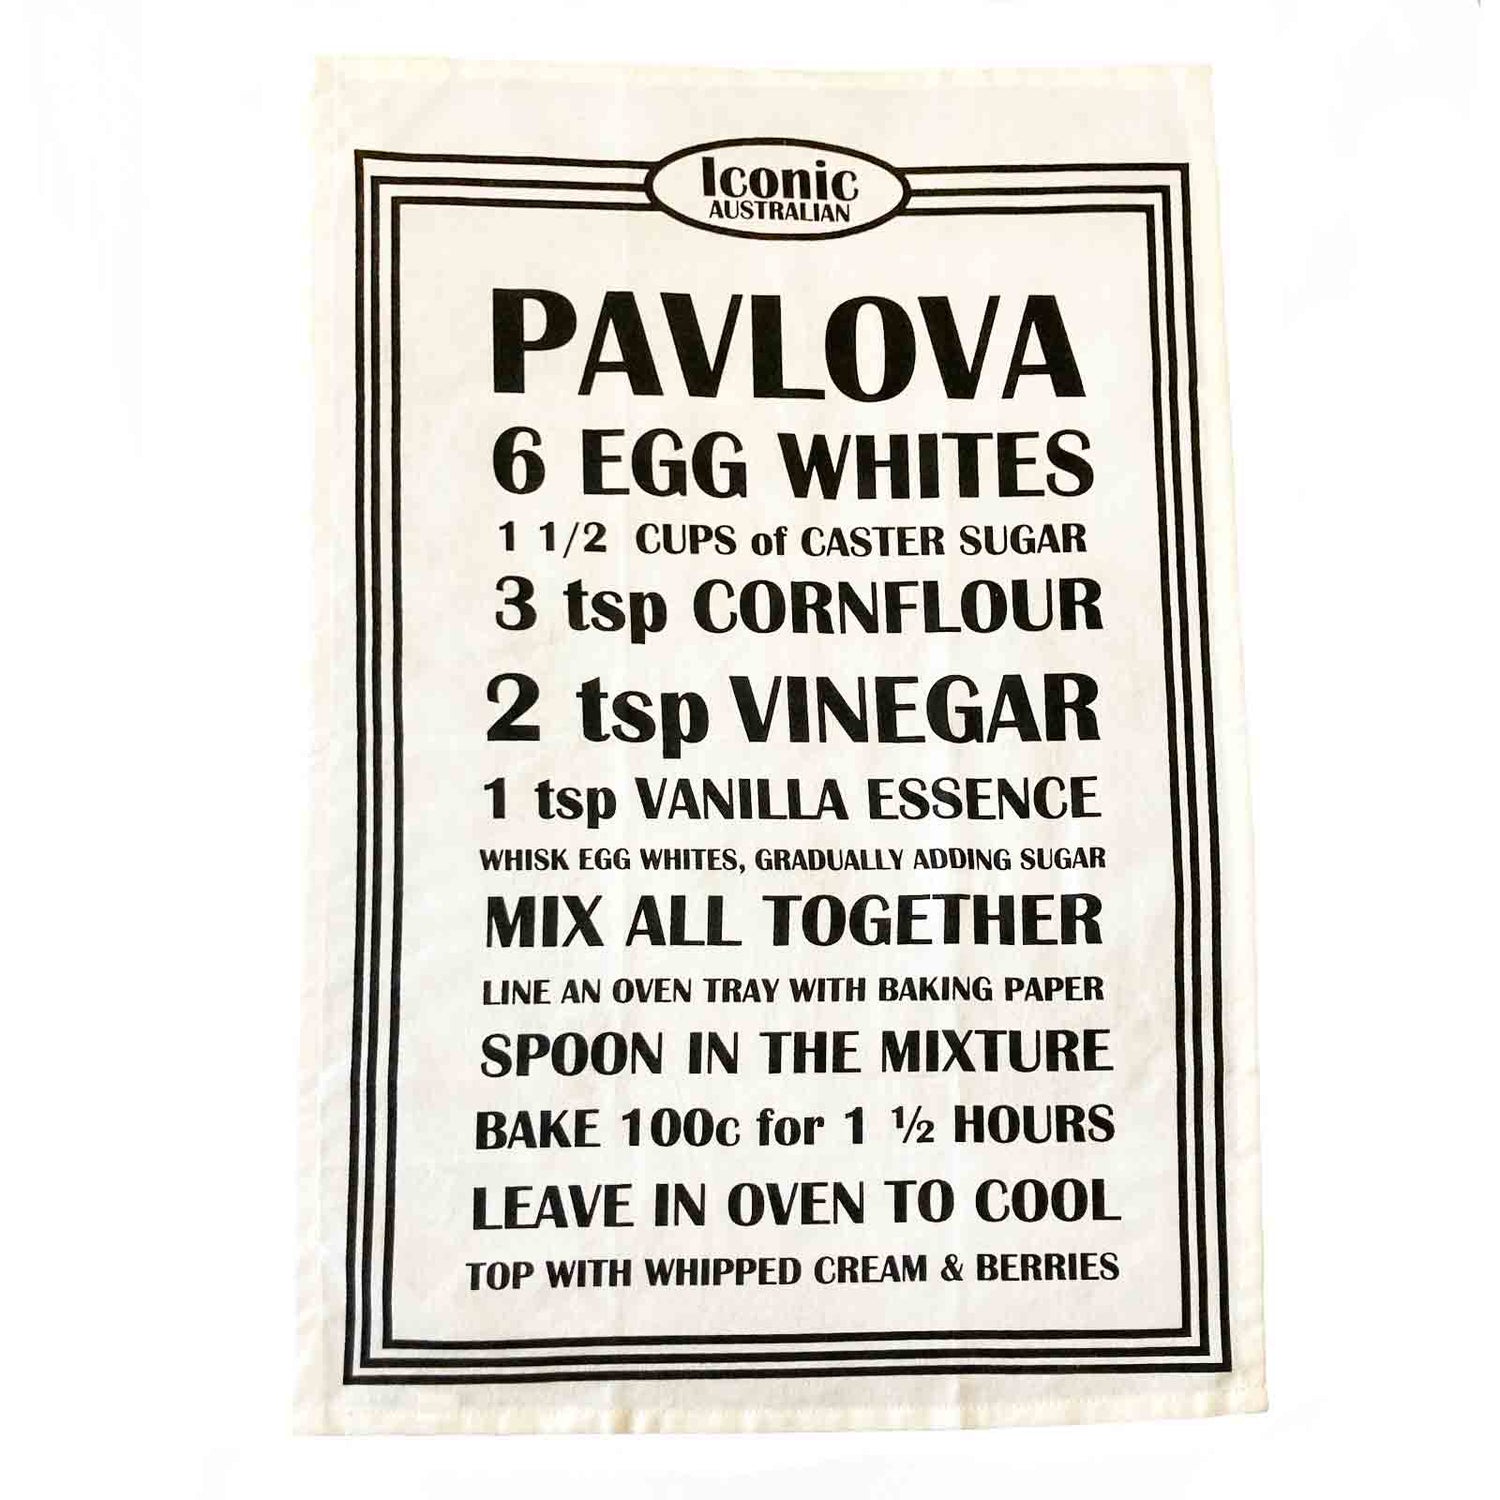 Iconic
AUSTRALIAN
PAVLOVA
6 EGG WHITES
1 1/2 CUPS of CASTER SUGAR
3 tsp CORNFLOUR
2 tsp VINEGAR
1 tsp VANILLA ESSENCE
WHISK EGG WHITES, GRADUALLY ADDING SUGAR
MIX ALL TOGETHER
LINE AN OVEN TRAY WITH BAKING PAPER
SPOON IN THE MIXTURE
BAKE 100c for 1 ½ HOURS
LEAVE IN OVEN TO COOL
TOP WITH WHIPPED CREAM & BERRIES